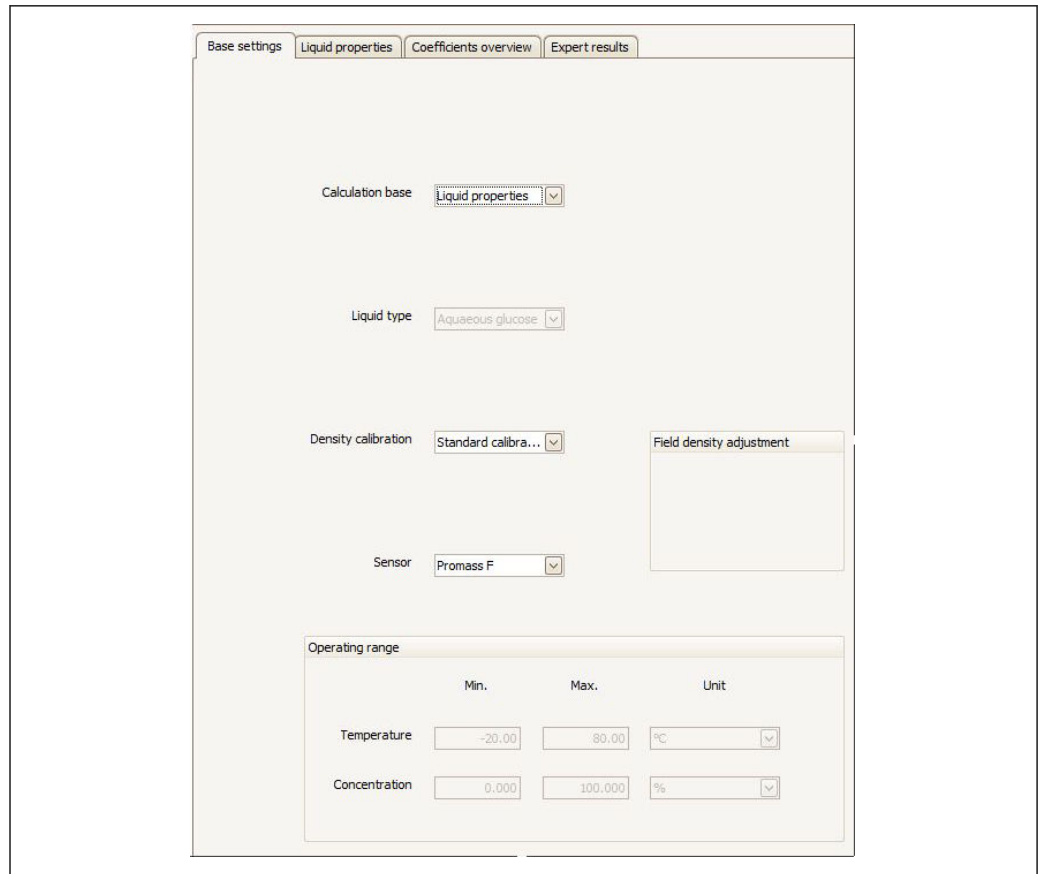 Base settings Liquid properties Coefficients overview Expert results
Calculation base Liquid properties
Liquid type Aquaeous glucose
Density calibration Standard calibra... Field density adjustment
Sensor Promass F
Operating range
Min. Max. Unit
Temperature -20.00 80.00 °C
Concentration 0.000 100.000 %